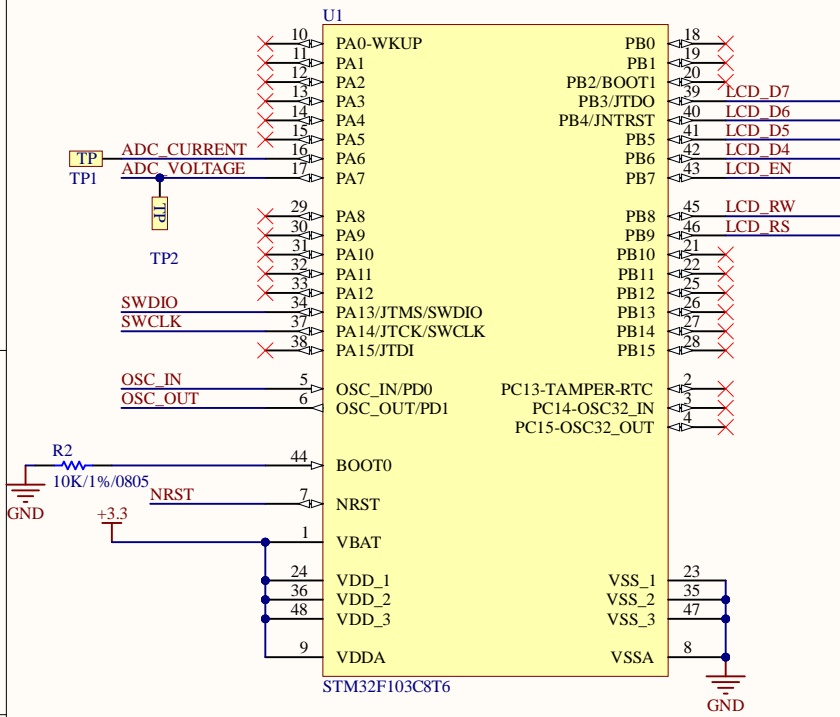 U1
10 PA0-WKUP PB0 18
11 PA1 PB1 19
12 PA2 PB2/BOOT1 20
13 PA3 PB3/JTDO 39 LCD_D7
14 PA4 PB4/JNTRST 40 LCD_D6
15 PA5 PB5 41 LCD_D5
TP ADC_CURRENT 16 PA6 PB6 42 LCD_D4
TP1 ADC_VOLTAGE 17 PA7 PB7 43 LCD_EN
TP
29 PA8 PB8 45 LCD_RW
30 PA9 PB9 46 LCD_RS
TP2 31 PA10 PB10 21
32 PA11 PB11 22
33 PA12 PB12 25
SWDIO 34 PA13/JTMS/SWDIO PB13 26
SWCLK 37 PA14/JTCK/SWCLK PB14 27
38 PA15/JTDI PB15 28
OSC_IN 5 OSC_IN/PD0 PC13-TAMPER-RTC 2
OSC_OUT 6 OSC_OUT/PD1 PC14-OSC32_IN 3
PC15-OSC32_OUT 4
R2 44 BOOT0
10K/1%/0805
GND
NRST 7 NRST
+3.3
1 VBAT
24 VDD_1 VSS_1 23
36 VDD_2 VSS_2 35
48 VDD_3 VSS_3 47
9 VDDA VSSA 8
STM32F103C8T6
GND